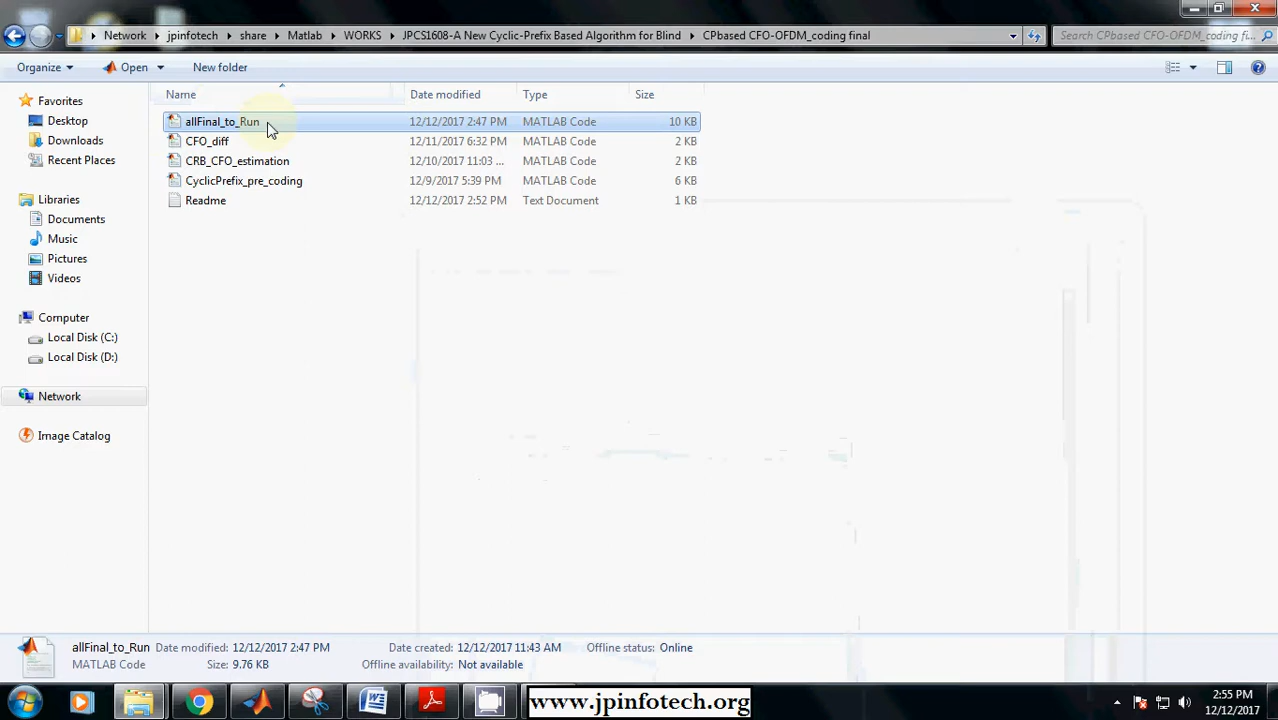 Network ▸ jpinfotech ▸ share ▸ Matlab ▸ WORKS ▸ JPCS1608-A New Cyclic-Prefix Based Algorithm for Blind ▸ CPbased CFO-OFDM_coding final
Search CPbased CFO-OFDM_coding fi...
Organize Open New folder
Name Date modified Type Size
Favorites
Desktop
Downloads
Recent Places
Libraries
Documents
Music
Pictures
Videos
Computer
Local Disk (C:)
Local Disk (D:)
Network
Image Catalog
allFinal_to_Run 12/12/2017 2:47 PM MATLAB Code 10 KB
CFO_diff 12/11/2017 6:32 PM MATLAB Code 2 KB
CRB_CFO_estimation 12/10/2017 11:03 ... MATLAB Code 2 KB
CyclicPrefix_pre_coding 12/9/2017 5:39 PM MATLAB Code 6 KB
Readme 12/12/2017 2:52 PM Text Document 1 KB
allFinal_to_Run Date modified: 12/12/2017 2:47 PM Date created: 12/12/2017 11:43 AM Offline status: Online
MATLAB Code Size: 9.76 KB Offline availability: Not available
www.jpinfotech.org
2:55 PM
12/12/2017